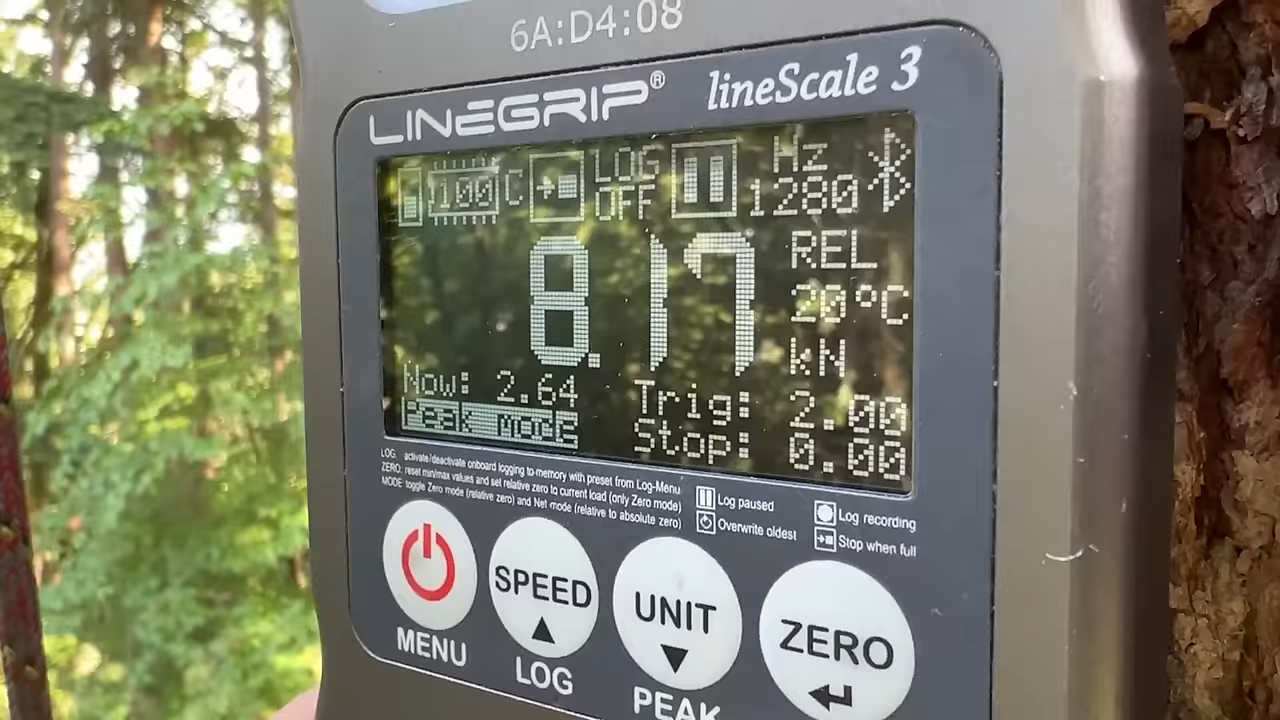 6A:D4:08
LINEGRIP® lineScale 3
100 C LOG OFF Hz 1280
8.17
REL
20°C
kN
Now: 2.64
Peak mode
Trig: 2.00
Stop: 0.00
LOG: activate/deactivate onboard logging to memory with preset from Log-Menu
ZERO: reset min/max values and set relative zero to current load (only Zero mode)
MODE: toggle Zero mode (relative zero) and Net mode (relative to absolute zero)
Log paused
Log recording
Overwrite oldest
Stop when full
SPEED
UNIT
ZERO
MENU
LOG
PEAK